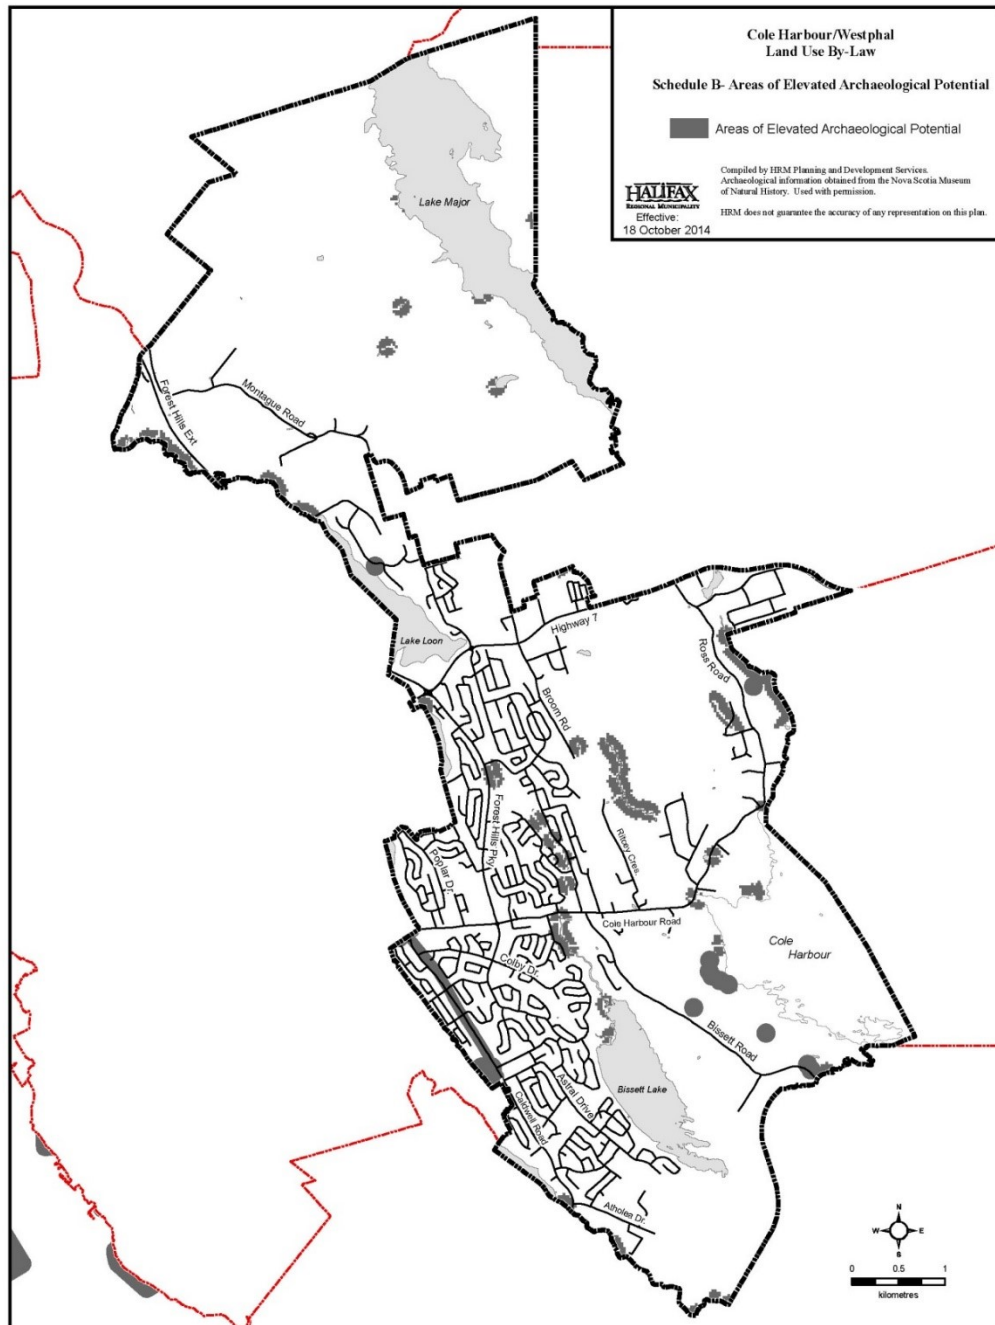 Cole Harbour/Westphal
Land Use By-Law
Schedule B- Areas of Elevated Archaeological Potential
Areas of Elevated Archaeological Potential
Compiled by HRM Planning and Development Services.
Archaeological information obtained from the Nova Scotia Museum
of Natural History. Used with permission.
HRM does not guarantee the accuracy of any representation on this plan.
HALIFAX
REGIONAL MUNICIPALITY
Effective:
18 October 2014
Lake Major
Forest Hills Ext
Montague Road
Lake Loon
Highway 7
Ross Road
Broom Rd
Forest Hills Pky
Ritcey Cres.
Poplar Dr.
Cole Harbour Road
Cole
Harbour
Colby Dr.
Bissett Road
Bissett Lake
Astral Drive
Caldwell Road
Atholea Dr.
N
W
E
S
0 0.5 1
kilometres